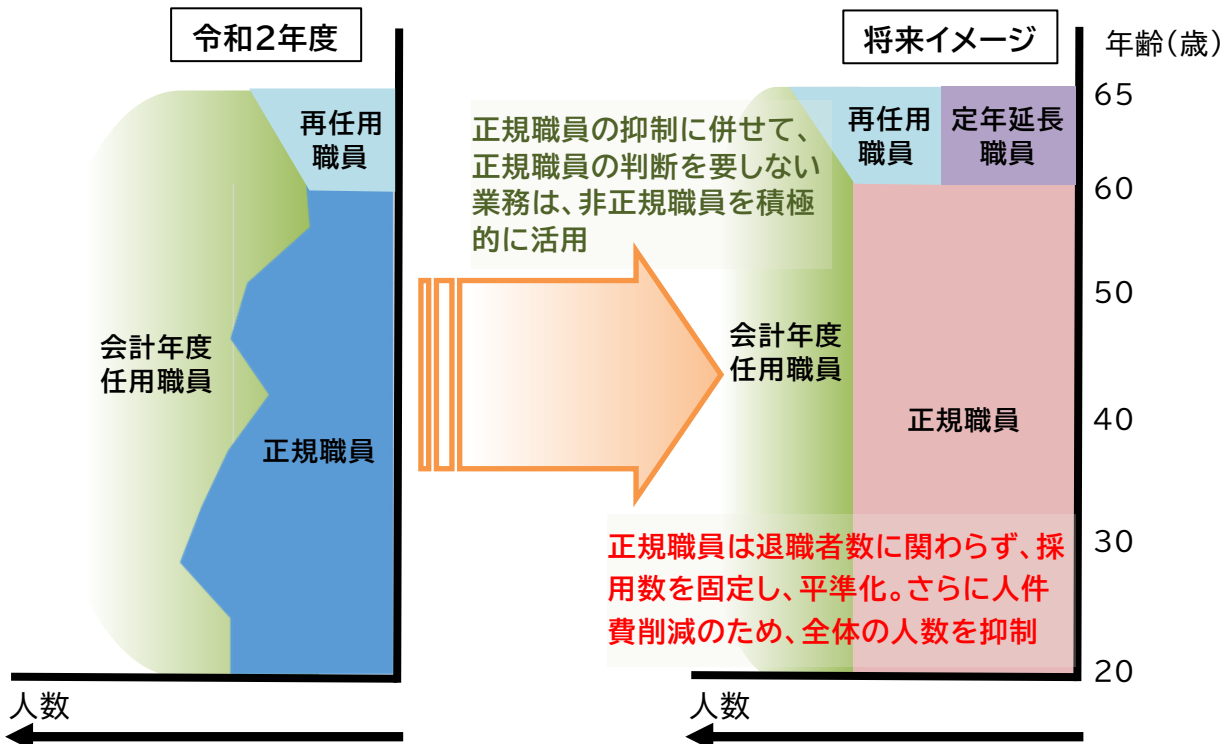 令和2年度
再任用
職員
会計年度
任用職員
正規職員
人数
正規職員の抑制に併せて、
正規職員の判断を要しない
業務は、非正規職員を積極
的に活用
将来イメージ
年齢(歳)
再任用
職員
定年延長
職員
会計年度
任用職員
正規職員
65
60
50
40
30
20
正規職員は退職者数に関わらず、採
用数を固定し、平準化。さらに人件
費削減のため、全体の人数を抑制
人数